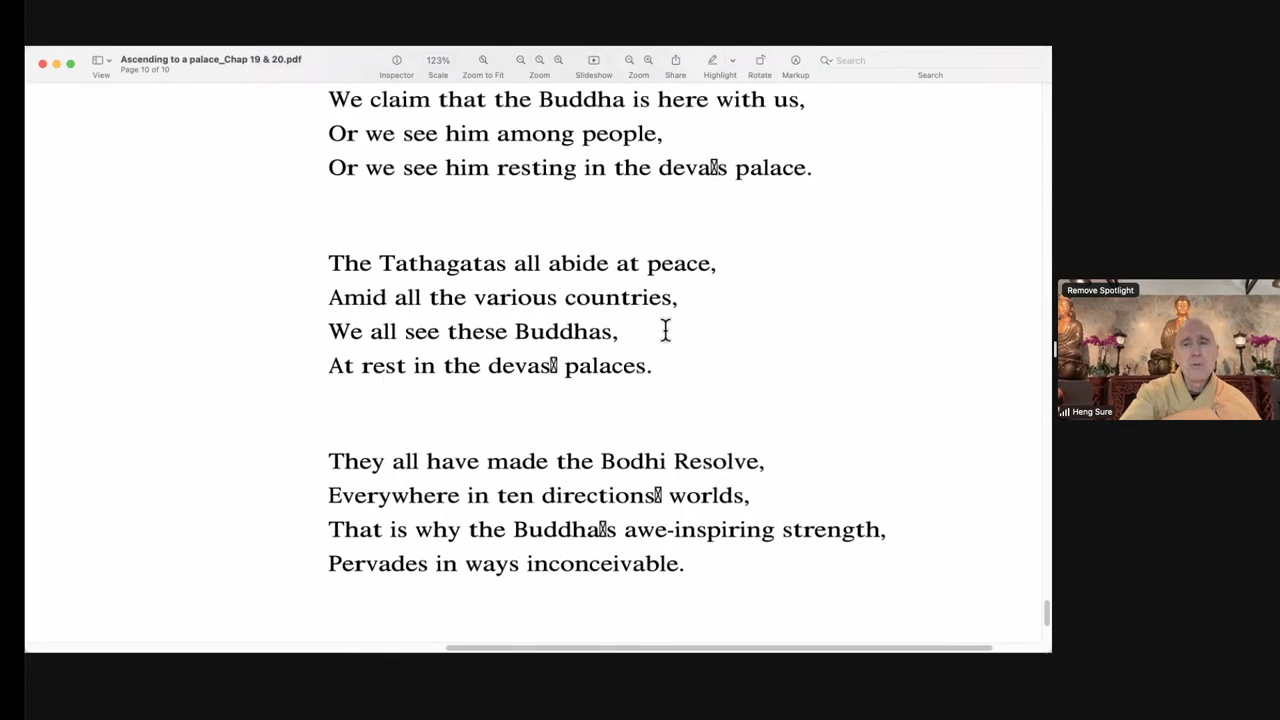 Ascending to a palace_Chap 19 & 20.pdf
Page 10 of 10
View
Inspector
123%
Scale
Zoom to Fit
Zoom
Slideshow
Zoom
Share
Highlight
Rotate
Markup
Search
Search
We claim that the Buddha is here with us,
Or we see him among people,
Or we see him resting in the deva▯s palace.
The Tathagatas all abide at peace,
Amid all the various countries,
We all see these Buddhas,
At rest in the devas▯ palaces.
They all have made the Bodhi Resolve,
Everywhere in ten directions▯ worlds,
That is why the Buddha▯s awe-inspiring strength,
Pervades in ways inconceivable.
Remove Spotlight
Heng Sure